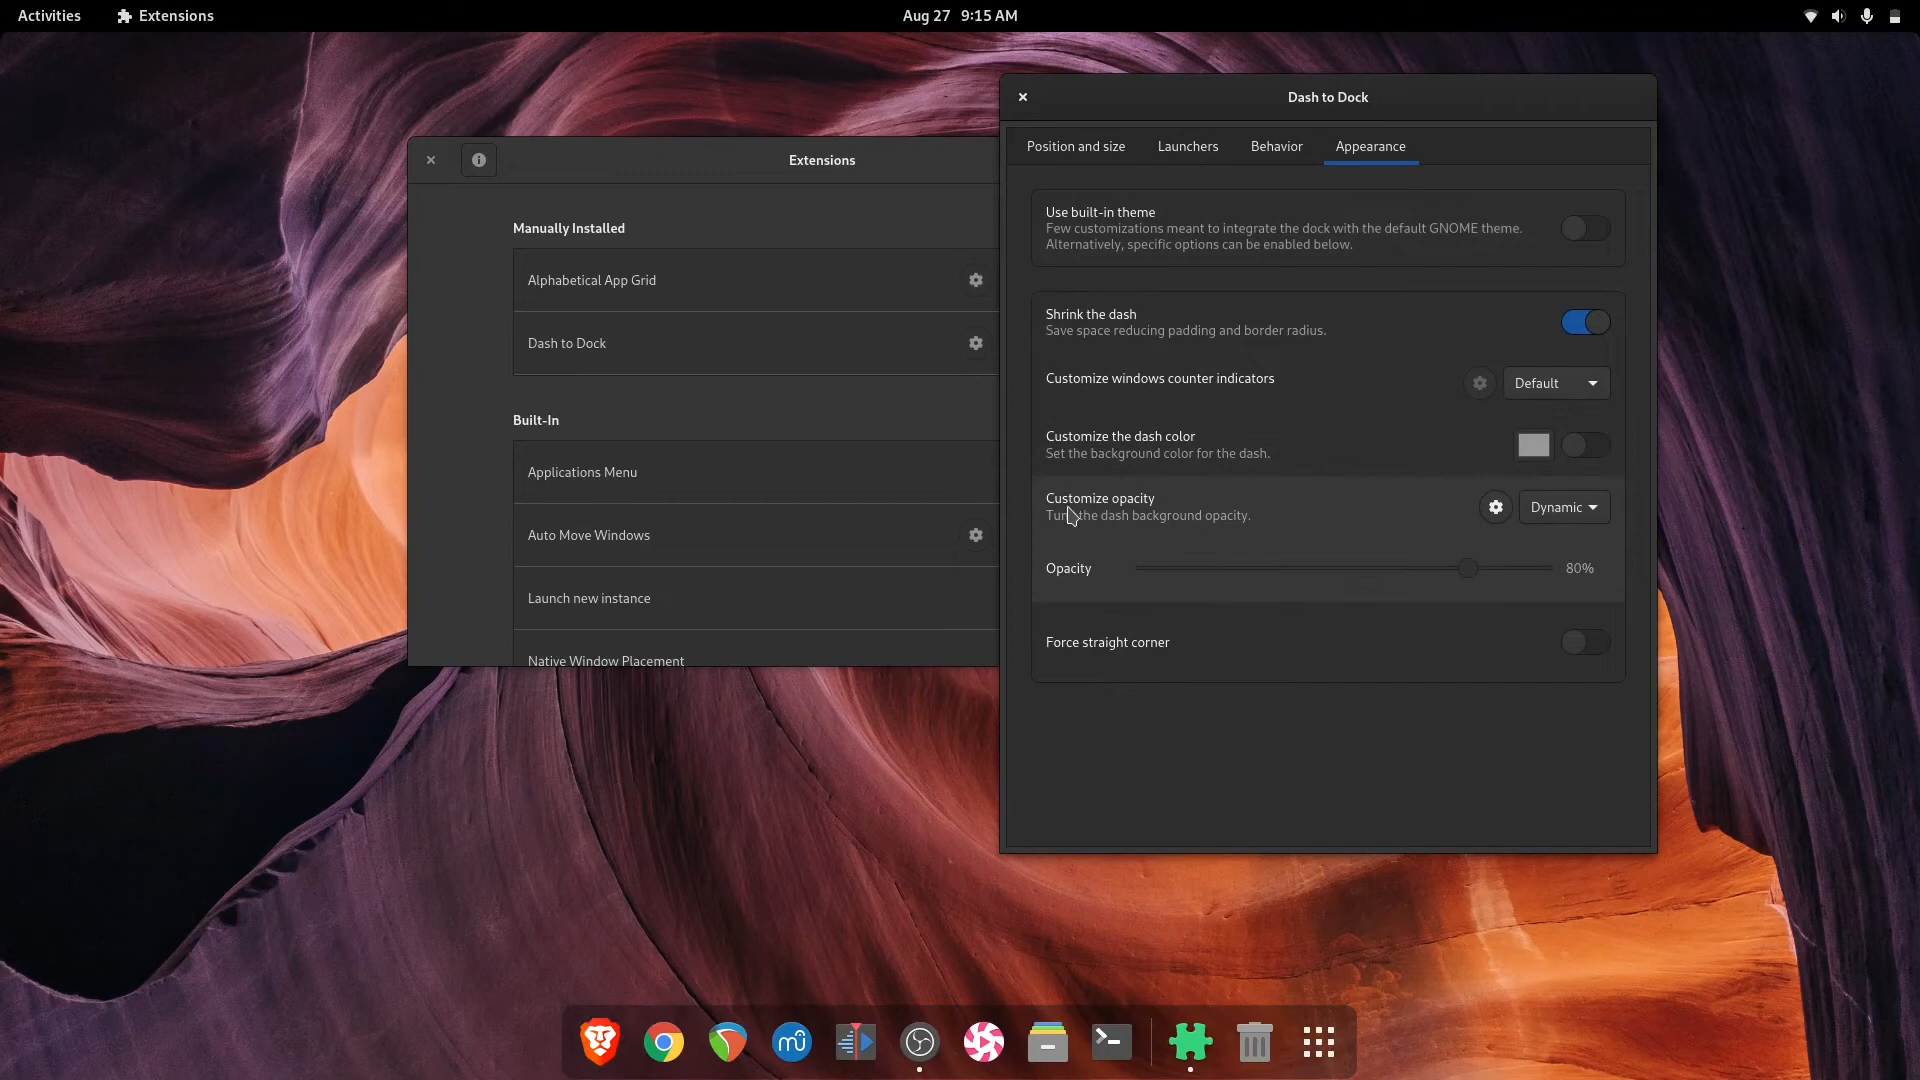 Activities
Extensions
Aug 27 9:15 AM
Extensions
Manually Installed
Alphabetical App Grid
Dash to Dock
Built-In
Applications Menu
Auto Move Windows
Launch new instance
Native Window Placement
Dash to Dock
Position and size
Launchers
Behavior
Appearance
Use built-in theme
Few customizations meant to integrate the dock with the default GNOME theme.
Alternatively, specific options can be enabled below.
Shrink the dash
Save space reducing padding and border radius.
Customize windows counter indicators
Default
Customize the dash color
Set the background color for the dash.
Customize opacity
Tune the dash background opacity.
Dynamic
Opacity
80%
Force straight corner